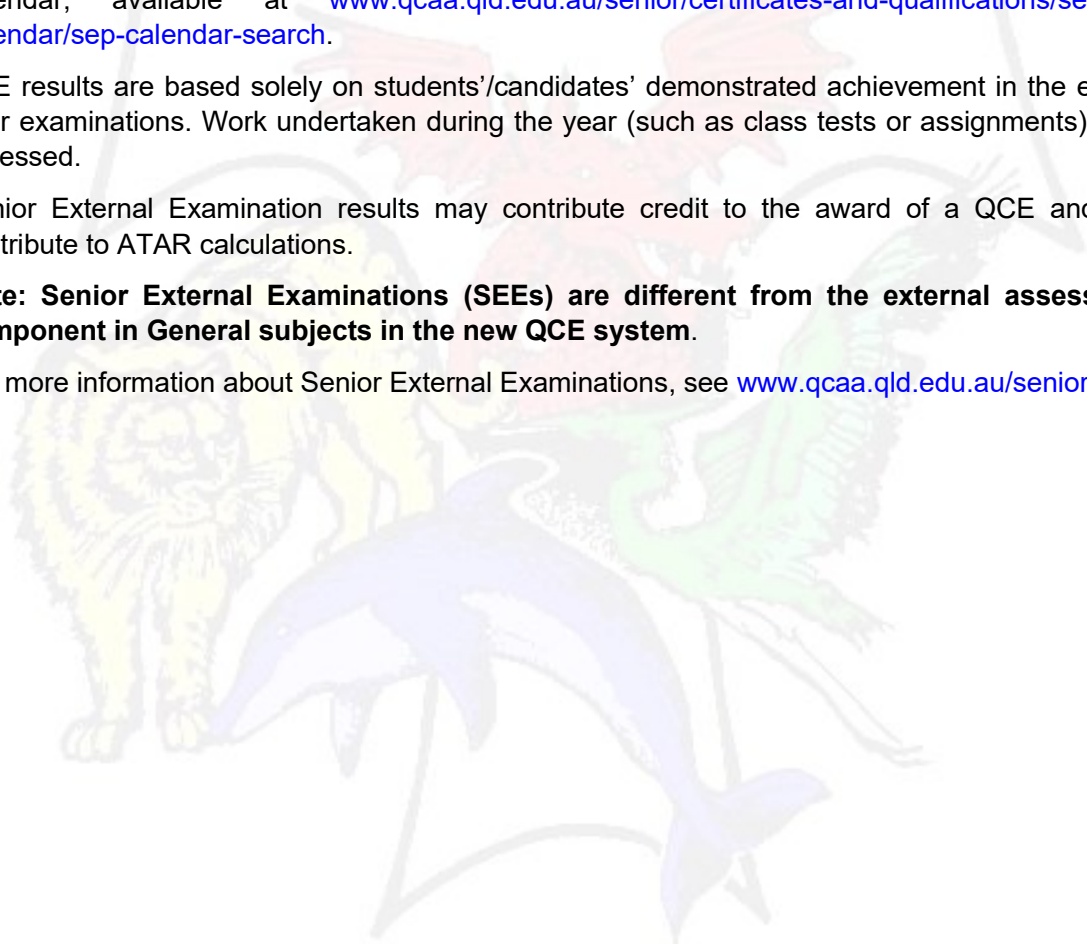 endar, available at www.qcaa.qld.edu.au/senior/certificates-and-qualifications/se
endar/sep-calendar-search.
E results are based solely on students’/candidates’ demonstrated achievement in the e
r examinations. Work undertaken during the year (such as class tests or assignments)
essed.
nior External Examination results may contribute credit to the award of a QCE and
tribute to ATAR calculations.
te: Senior External Examinations (SEEs) are different from the external assess
mponent in General subjects in the new QCE system.
more information about Senior External Examinations, see www.qcaa.qld.edu.au/senior